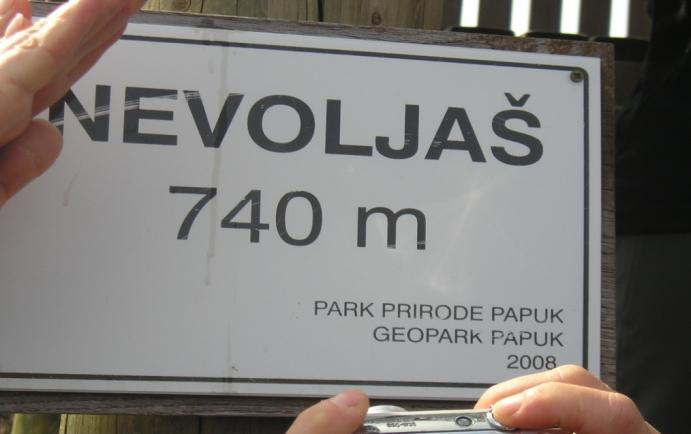 NEVOLJAŠ
740 m
PARK PRIRODE PAPUK
GEOPARK PAPUK
2008